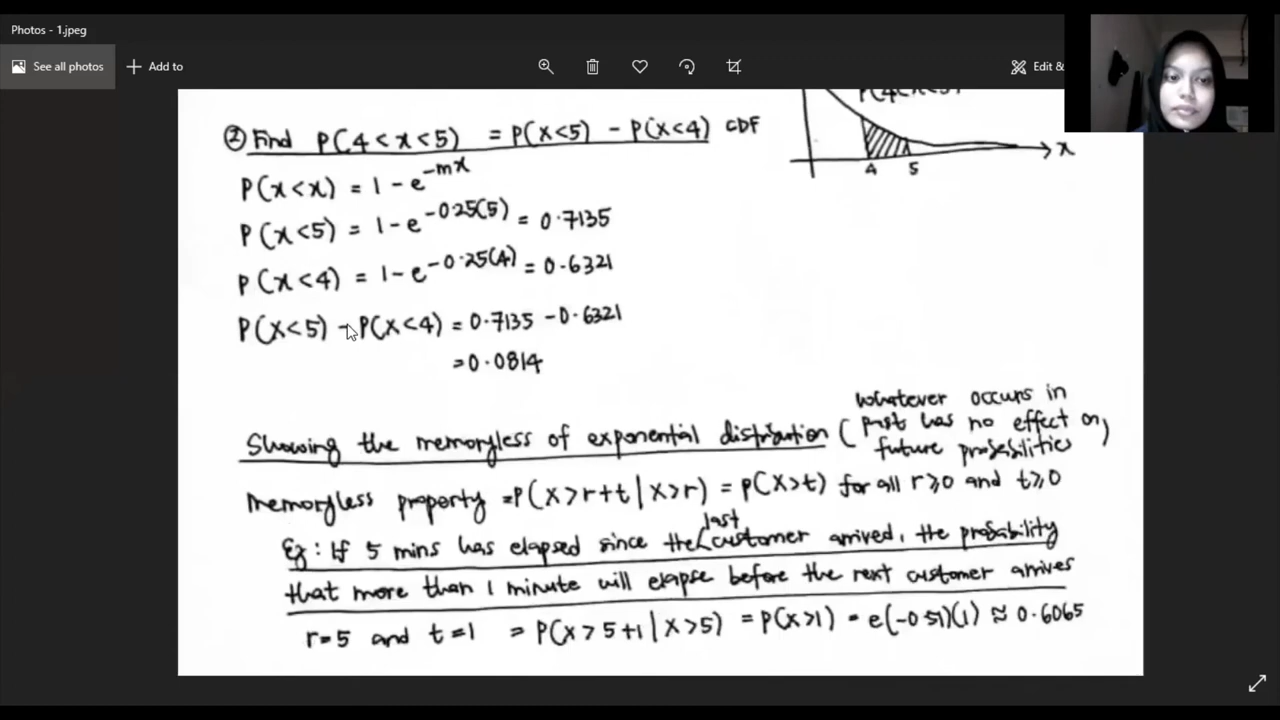 Photos - 1.jpeg
See all photos
Add to
Edit &
P(4<x<5)
② Find P(4<x<5) = P(x<5) - P(x<4) CDF
x
4 5
P(x<x) = 1-e^-mx
P(x<5) = 1-e^-0.25(5) = 0.7135
P(x<4) = 1-e^-0.25(4) = 0.6321
P(x<5) - P(x<4) = 0.7135 - 0.6321
= 0.0814
Showing the memoryless of exponential distribution (whatever occurs in
past has no effect on
future probabilities)
memoryless property = P(x>r+t|x>r) = P(x>t) for all r≥0 and t≥0
Ex: If 5 mins has elapsed since the last customer arrived, the probability
that more than 1 minute will elapse before the next customer arrives
r=5 and t=1 = P(x>5+1|x>5) = P(x>1) = e(-0.51)(1) ≈ 0.6065